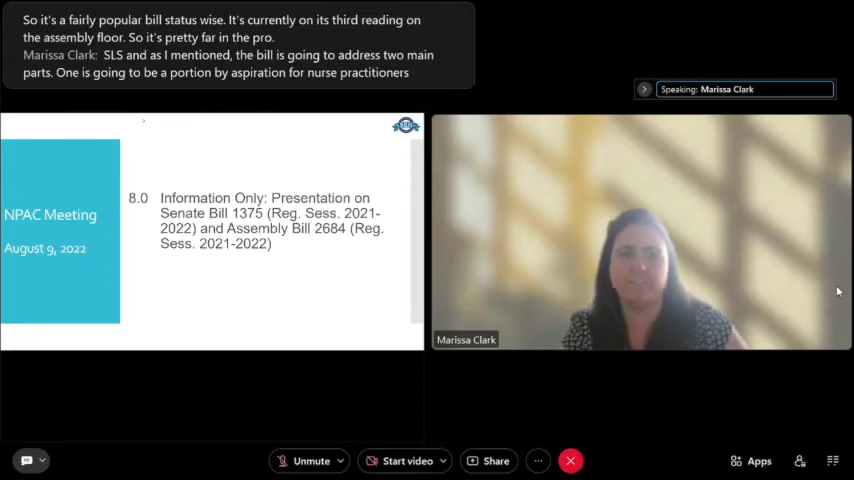 So it's a fairly popular bill status wise. It's currently on its third reading on
the assembly floor. So it's pretty far in the pro.
Marissa Clark: SLS and as I mentioned, the bill is going to address two main
parts. One is going to be a portion by aspiration for nurse practitioners
Speaking: Marissa Clark
NPAC Meeting
August 9, 2022
8.0 Information Only: Presentation on
Senate Bill 1375 (Reg. Sess. 2021-
2022) and Assembly Bill 2684 (Reg.
Sess. 2021-2022)
Marissa Clark
Unmute
Start video
Share
Apps